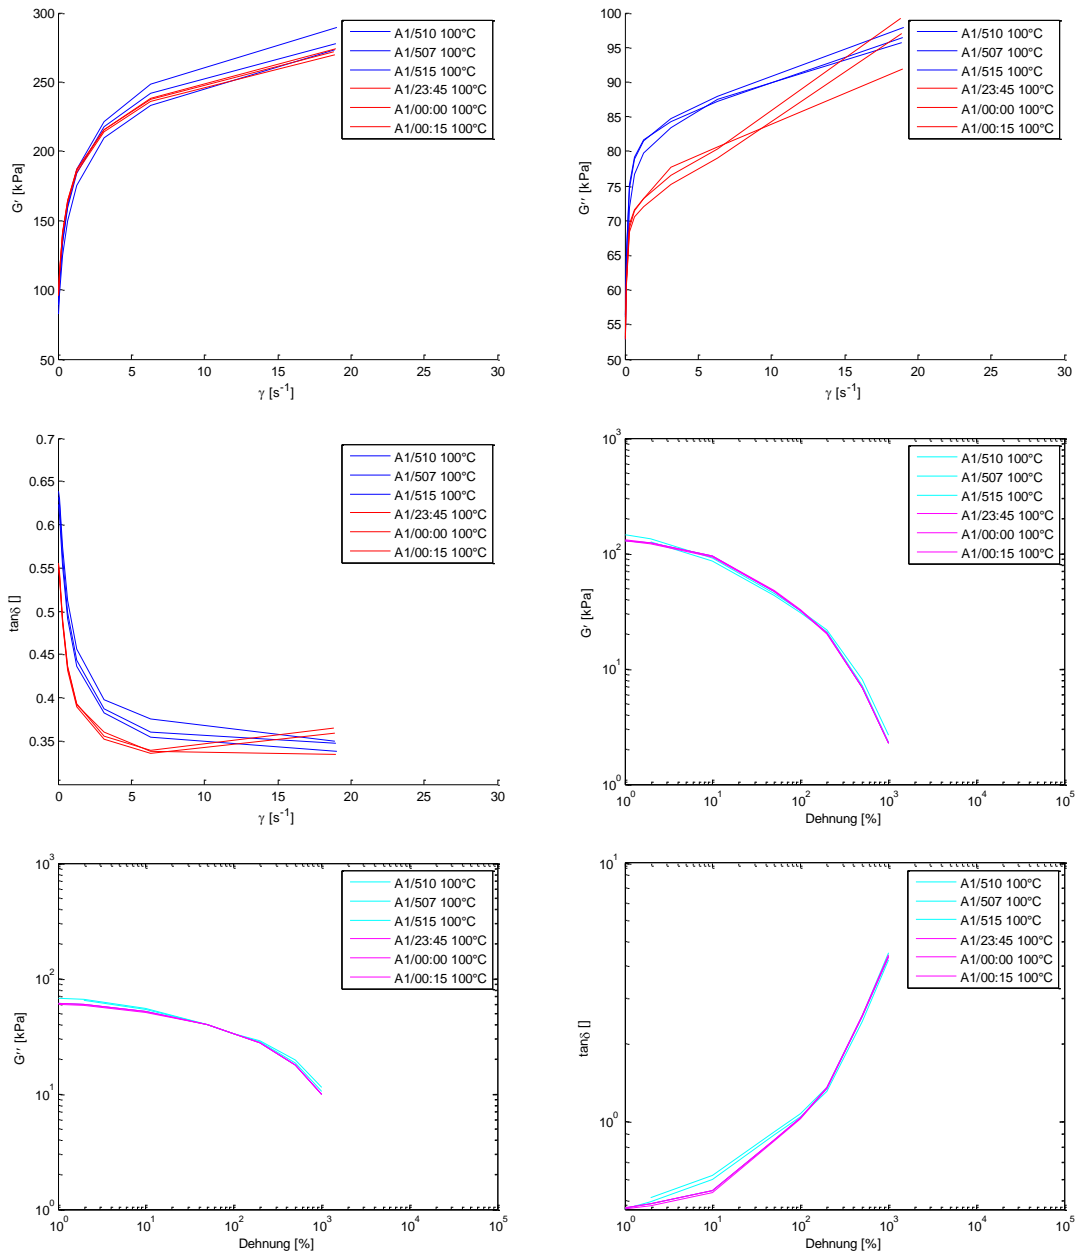 300
250
200
150
100
50
0
5
10
15
20
25
30
G′ [kPa]
γ [s-1]
A1/510 100°C
A1/507 100°C
A1/515 100°C
A1/23:45 100°C
A1/00:00 100°C
A1/00:15 100°C
100
95
90
85
80
75
70
65
60
55
50
0
5
10
15
20
25
30
G′′ [kPa]
γ [s-1]
A1/510 100°C
A1/507 100°C
A1/515 100°C
A1/23:45 100°C
A1/00:00 100°C
A1/00:15 100°C
0.7
0.65
0.6
0.55
0.5
0.45
0.4
0.35
0
5
10
15
20
25
30
tanδ []
γ [s-1]
A1/510 100°C
A1/507 100°C
A1/515 100°C
A1/23:45 100°C
A1/00:00 100°C
A1/00:15 100°C
103
102
101
100
100
101
102
103
104
105
G′ [kPa]
Dehnung [%]
A1/510 100°C
A1/507 100°C
A1/515 100°C
A1/23:45 100°C
A1/00:00 100°C
A1/00:15 100°C
103
102
101
100
100
101
102
103
104
105
G′′ [kPa]
Dehnung [%]
A1/510 100°C
A1/507 100°C
A1/515 100°C
A1/23:45 100°C
A1/00:00 100°C
A1/00:15 100°C
101
100
100
101
102
103
104
105
tanδ []
Dehnung [%]
A1/510 100°C
A1/507 100°C
A1/515 100°C
A1/23:45 100°C
A1/00:00 100°C
A1/00:15 100°C